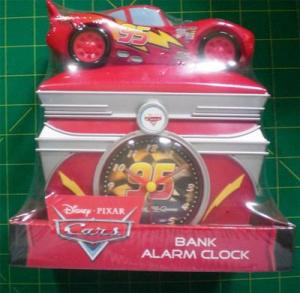 95
95
Disney · PIXAR
Cars
BANK
ALARM CLOCK